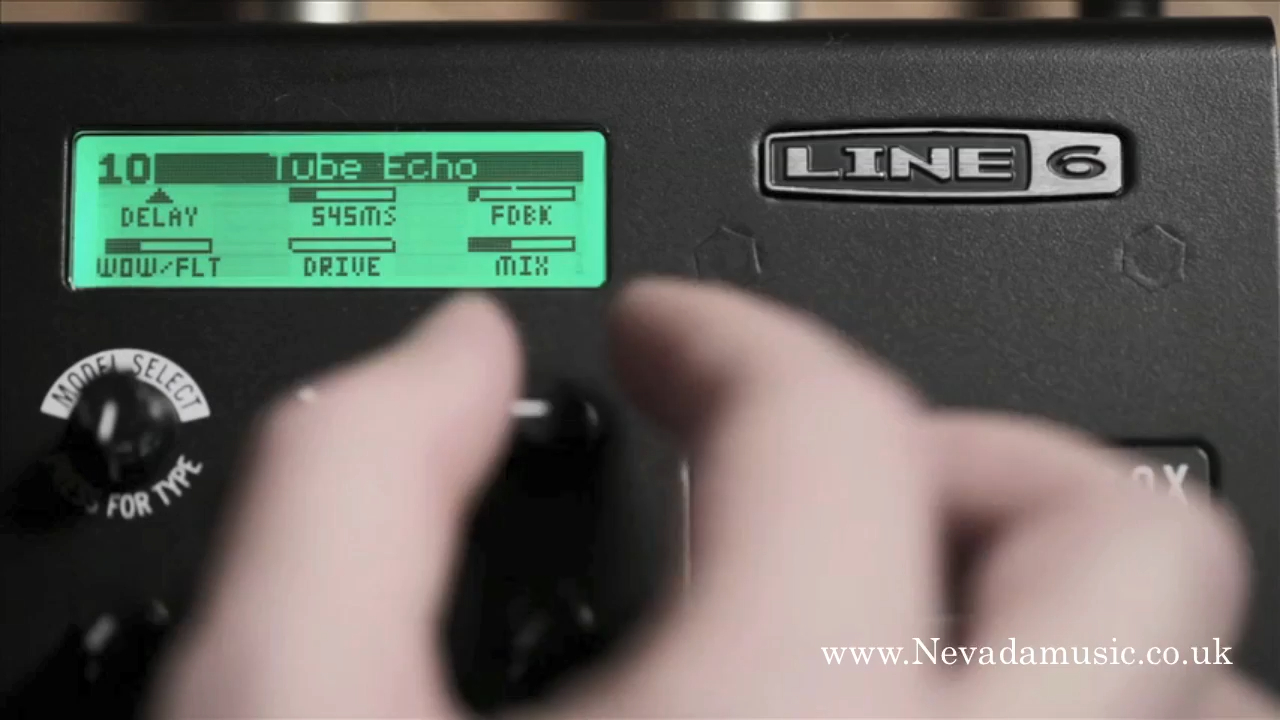 10 Tube Echo
DELAY 545ms FDBK
WOW/FLT DRIVE MIX
LINE 6
MODEL SELECT
FOR TYPE
www.Nevadamusic.co.uk